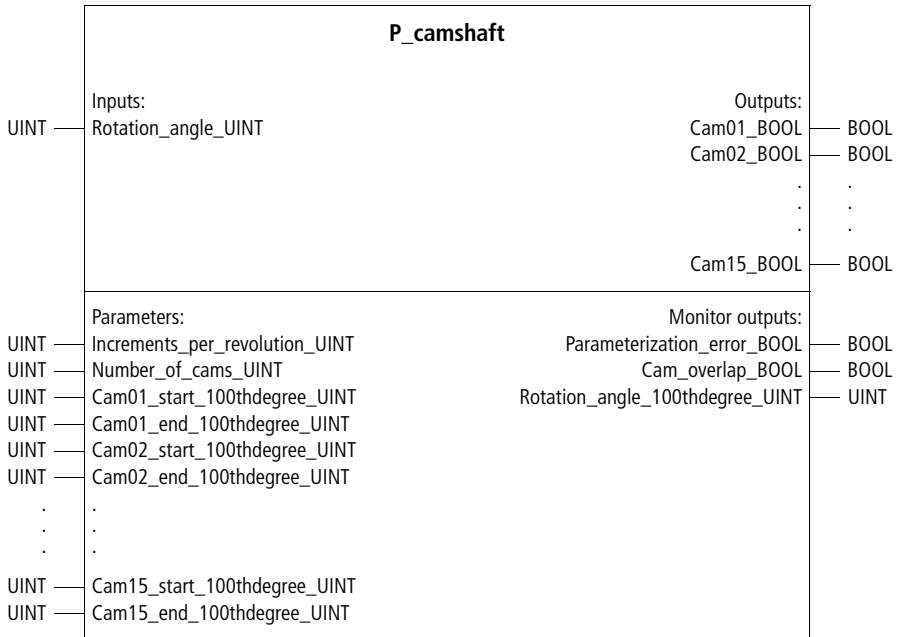 P_camshaft
Inputs: Outputs:
UINT Rotation_angle_UINT Cam01_BOOL BOOL
Cam02_BOOL BOOL
. .
. .
. .
Cam15_BOOL BOOL
Parameters: Monitor outputs:
UINT Increments_per_revolution_UINT Parameterization_error_BOOL BOOL
UINT Number_of_cams_UINT Cam_overlap_BOOL BOOL
UINT Cam01_start_100thdegree_UINT Rotation_angle_100thdegree_UINT UINT
UINT Cam01_end_100thdegree_UINT
UINT Cam02_start_100thdegree_UINT
UINT Cam02_end_100thdegree_UINT
. .
. .
. .
UINT Cam15_start_100thdegree_UINT
UINT Cam15_end_100thdegree_UINT